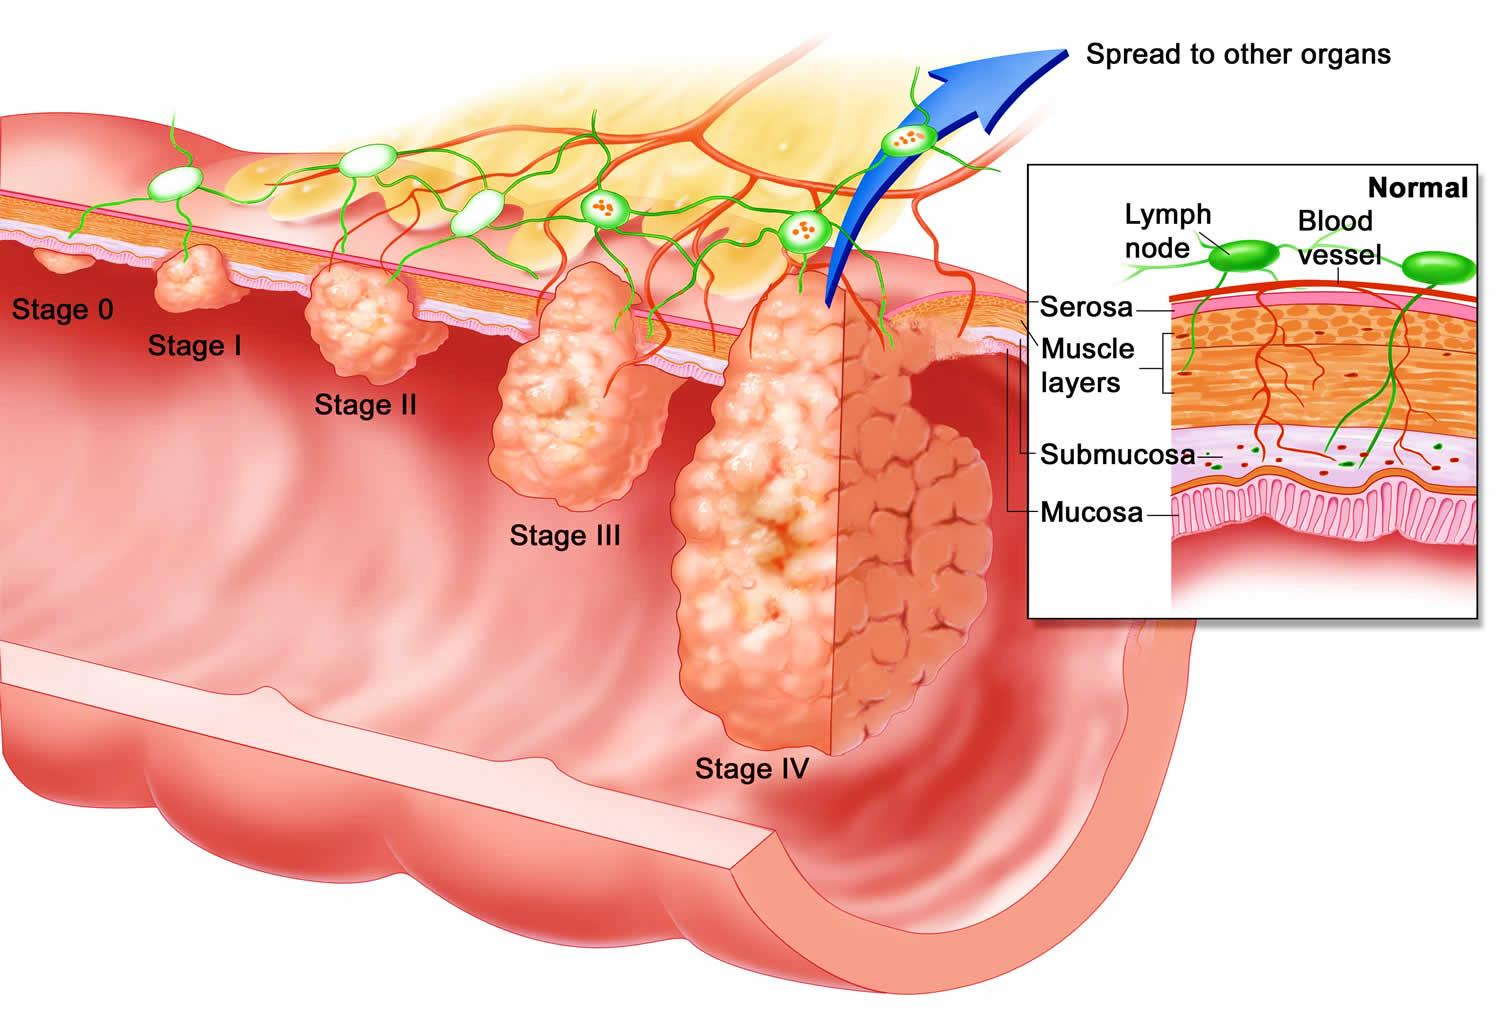 Spread to other organs
Normal
Lymph
node
Blood
vessel
Serosa
Muscle
layers
Submucosa
Mucosa
Stage 0
Stage I
Stage II
Stage III
Stage IV